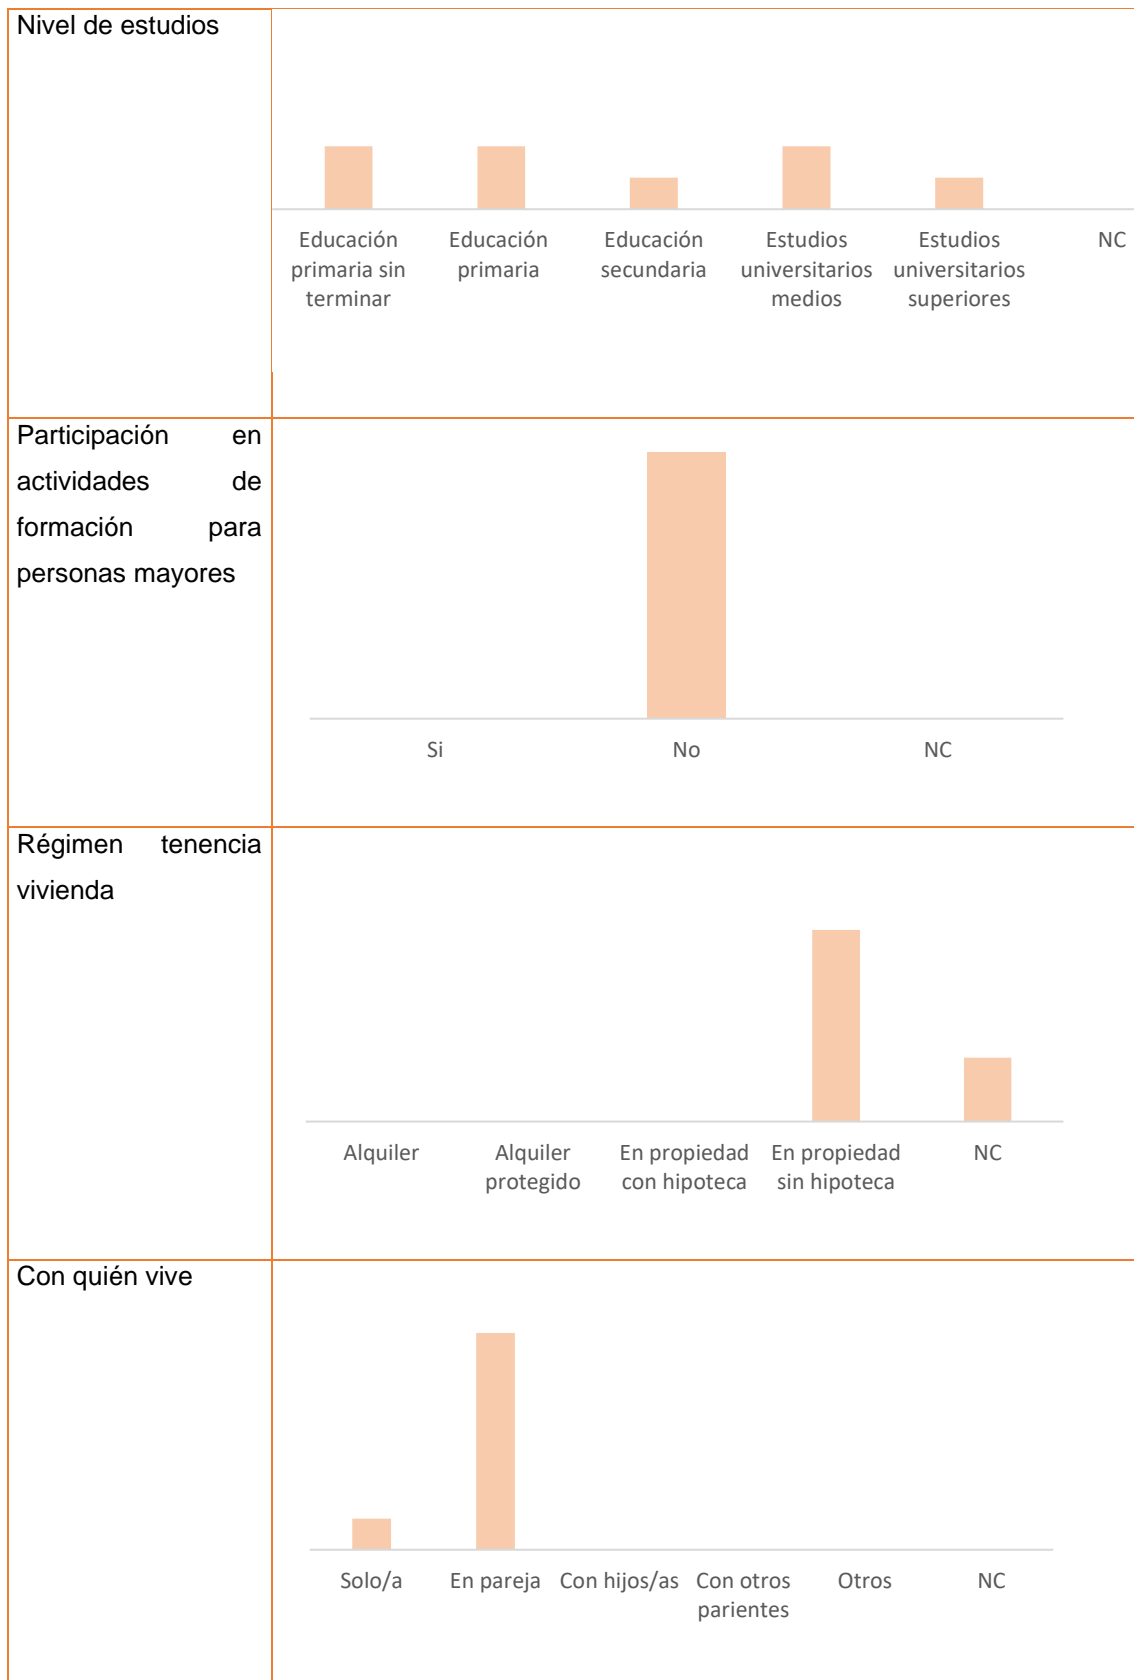 Nivel de estudios
Educación primaria sin terminar
Educación primaria
Educación secundaria
Estudios universitarios medios
Estudios universitarios superiores
NC
Participación en
actividades de
formación para
personas mayores
Si
No
NC
Régimen tenencia
vivienda
Alquiler
Alquiler protegido
En propiedad con hipoteca
En propiedad sin hipoteca
NC
Con quién vive
Solo/a
En pareja
Con hijos/as
Con otros parientes
Otros
NC